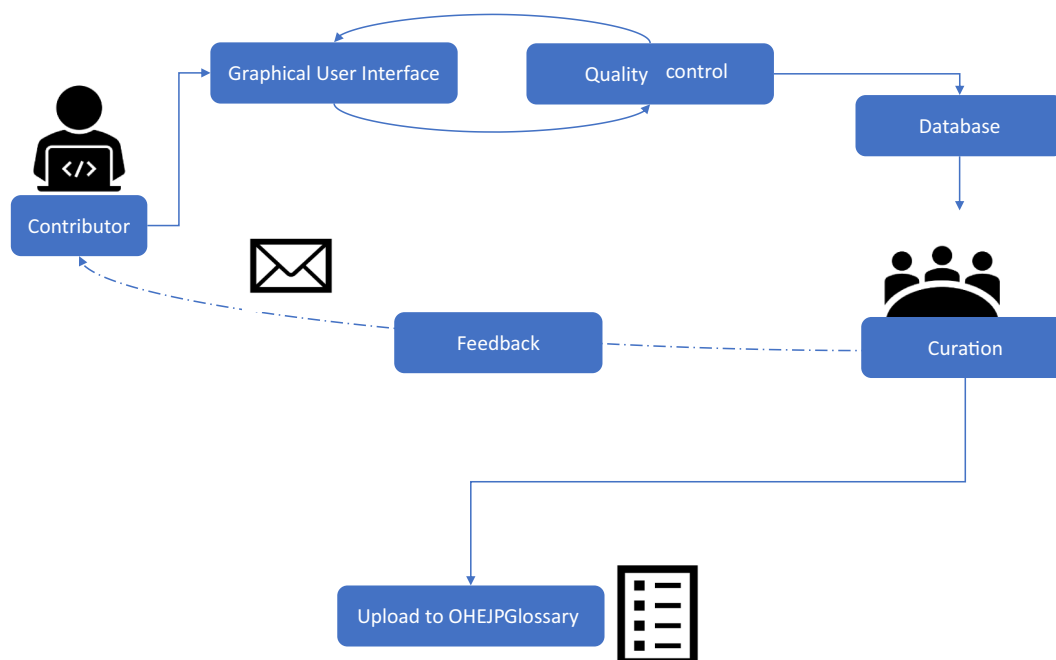 Graphical User Interface
Quality control
Database
</>
Contributor
Feedback
Curation
Upload to OHEJPGlossary